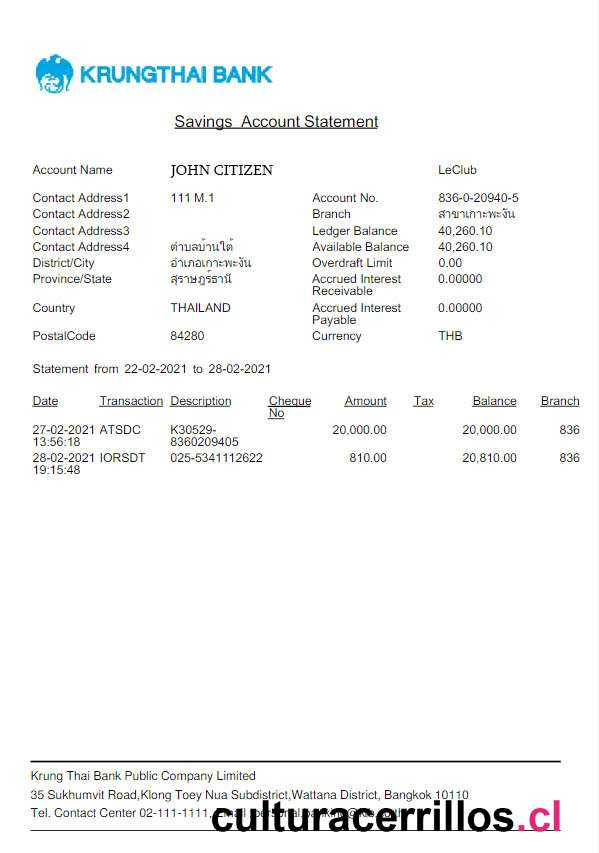 KRUNGTHAI BANK
Savings Account Statement
Account Name JOHN CITIZEN LeClub
Contact Address1 111 M.1 Account No. 836-0-20940-5
Contact Address2 Branch สาขาเกาะพะงัน
Contact Address3 Ledger Balance 40,260.10
Contact Address4 ตำบลบ้านใต้ Available Balance 40,260.10
District/City อำเภอเกาะพะงัน Overdraft Limit 0.00
Province/State สุราษฎร์ธานี Accrued Interest 0.00000
Receivable
Country THAILAND Accrued Interest 0.00000
Payable
PostalCode 84280 Currency THB
Statement from 22-02-2021 to 28-02-2021
Date Transaction Description Cheque Amount Tax Balance Branch
No
27-02-2021 ATSDC K30529- 20,000.00 20,000.00 836
13:56:18 8360209405
28-02-2021 IORSDT 025-5341112622 810.00 20,810.00 836
19:15:48
Krung Thai Bank Public Company Limited
35 Sukhumvit Road,Klong Toey Nua Subdistrict,Wattana District, Bangkok 10110
Tel. Contact Center 02-111-1111,
culturacerrillos.cl